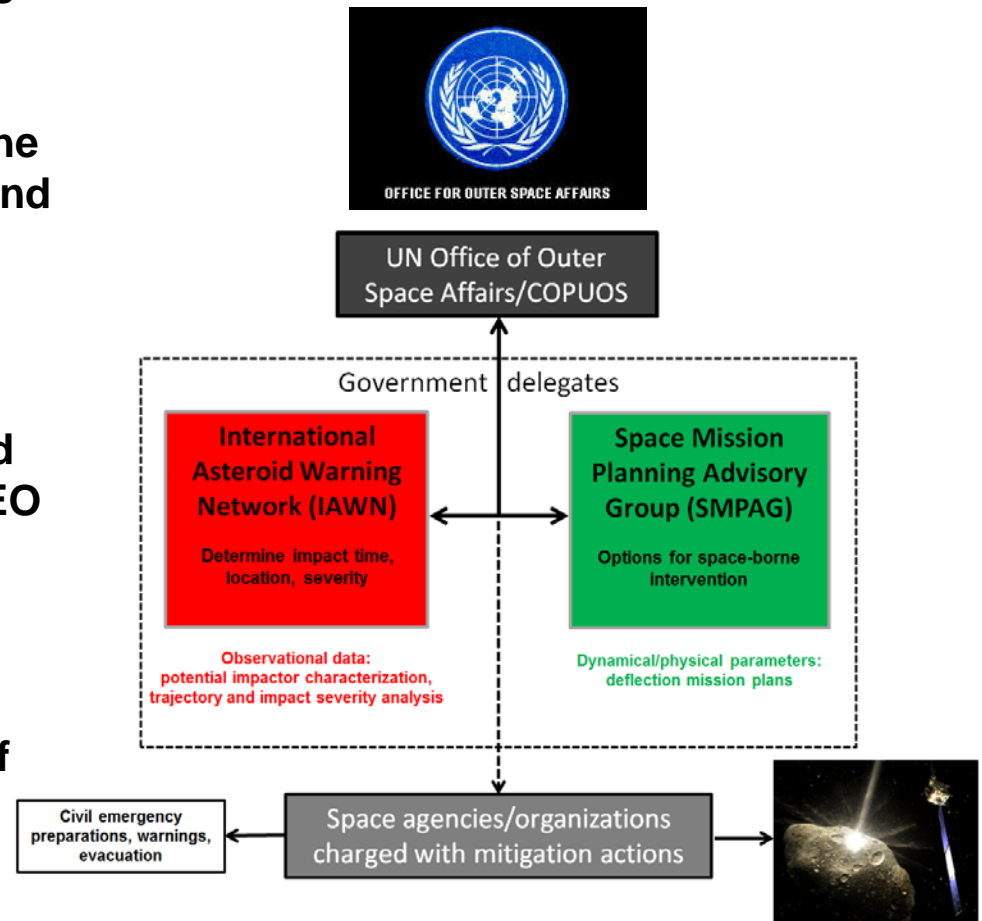 he
nd
d
EO
f
OFFICE FOR OUTER SPACE AFFAIRS
UN Office of Outer
Space Affairs/COPUOS
Government delegates
International
Asteroid Warning
Network (IAWN)
Determine impact time,
location, severity
Space Mission
Planning Advisory
Group (SMPAG)
Options for space-borne
intervention
Observational data:
potential impactor characterization,
trajectory and impact severity analysis
Dynamical/physical parameters:
deflection mission plans
Civil emergency
preparations, warnings,
evacuation
Space agencies/organizations
charged with mitigation actions